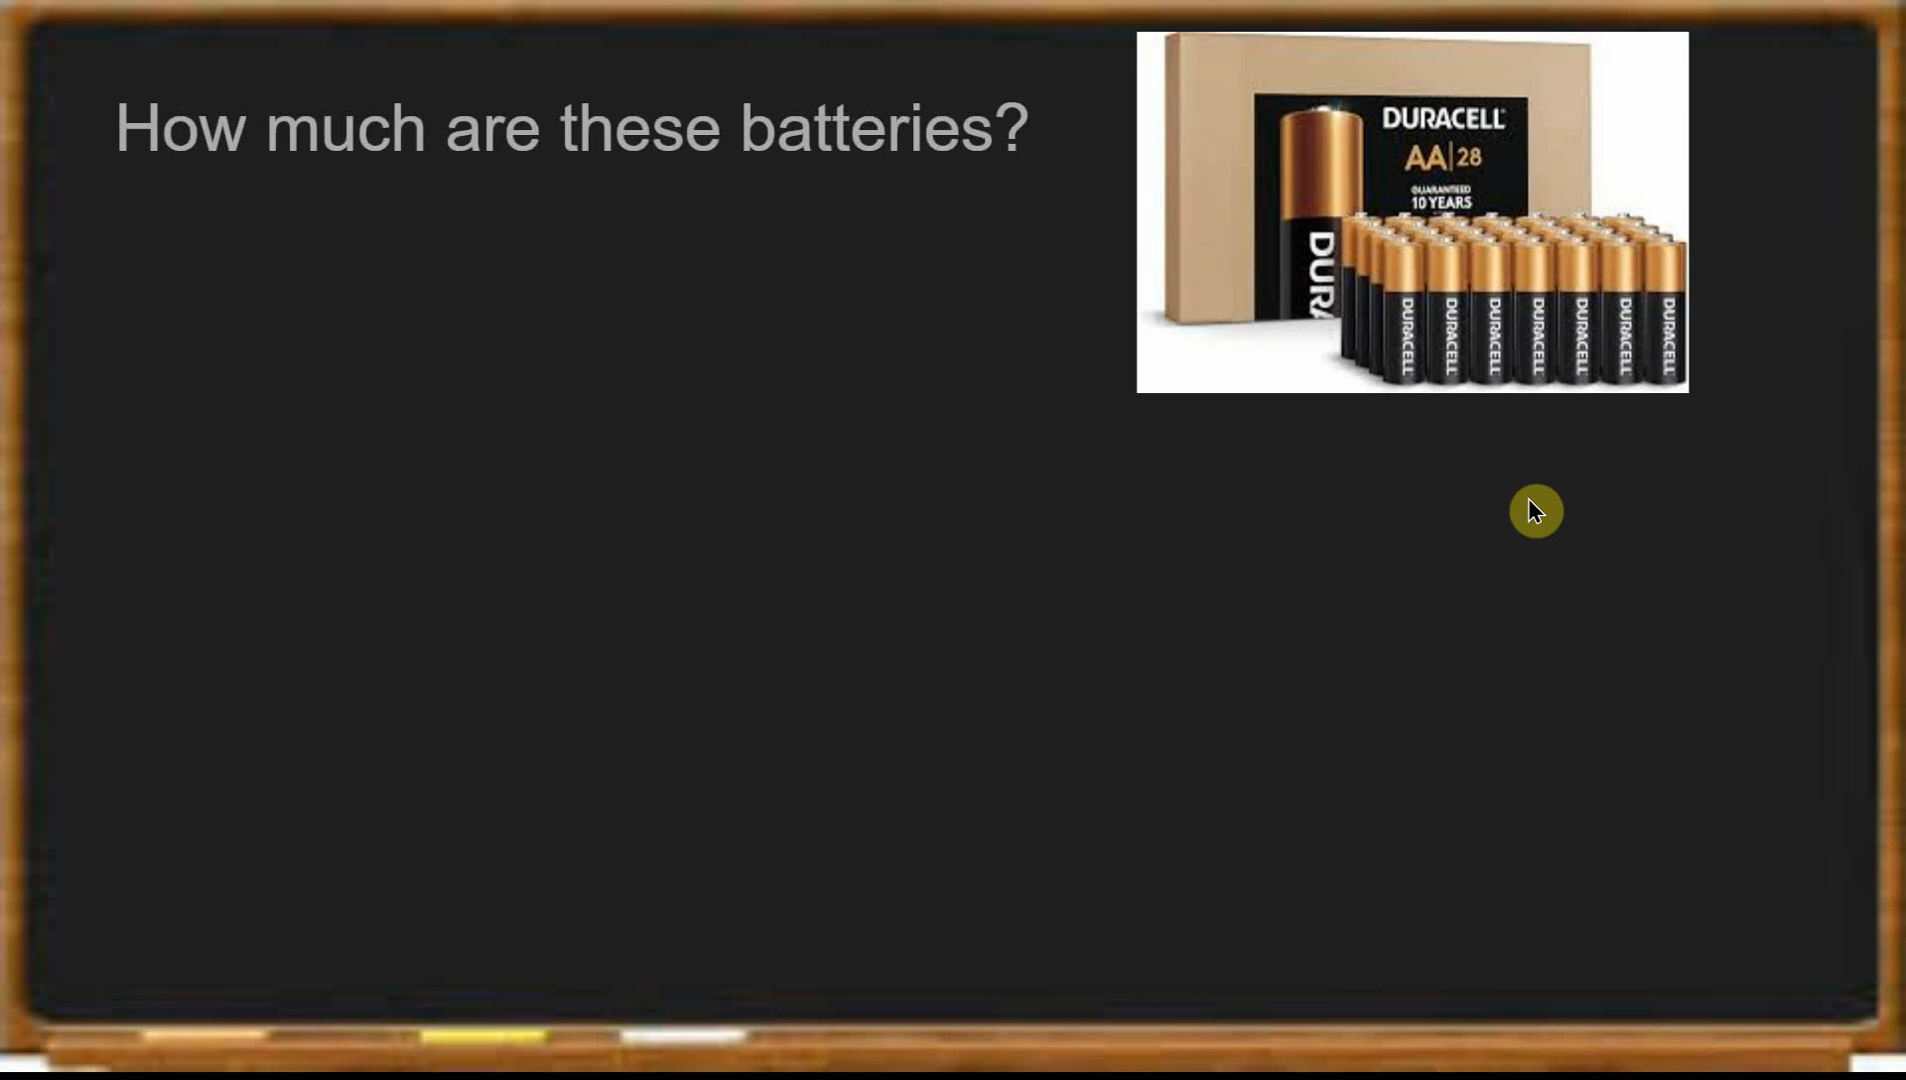 How much are these batteries?
DURACELL
AA|28
GUARANTEED
10 YEARS
DURA
DURACELL
DURACELL
DURACELL
DURACELL
DURACELL
DURACELL
DURACELL